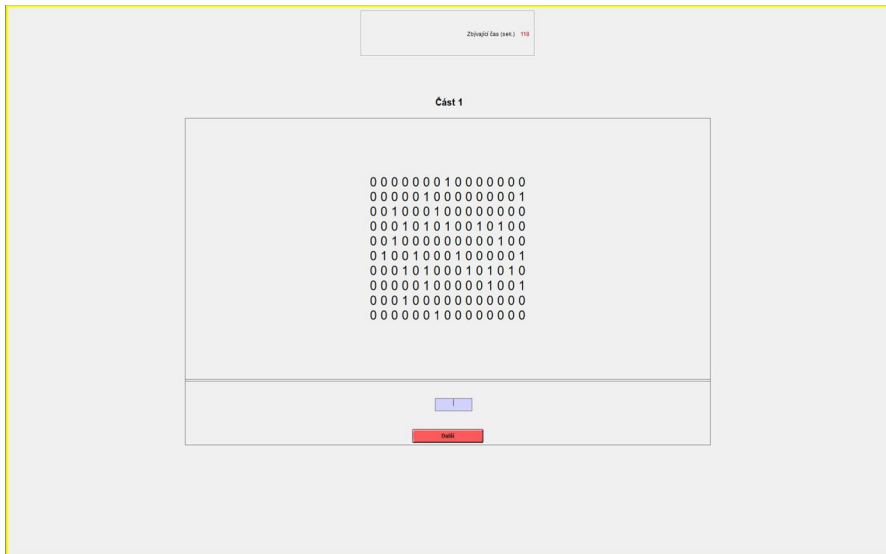 Zbývající čas (sek.) 118
Část 1
0 0 0 0 0 0 0 1 0 0 0 0 0 0 0
0 0 0 0 0 1 0 0 0 0 0 0 0 0 1
0 0 1 0 0 0 1 0 0 0 0 0 0 0 0
0 0 0 1 0 1 0 1 0 0 1 0 1 0 0
0 0 1 0 0 0 0 0 0 0 0 0 1 0 0
0 1 0 0 1 0 0 0 1 0 0 0 0 0 1
0 0 0 1 0 1 0 0 0 1 0 1 0 1 0
0 0 0 0 0 1 0 0 0 0 0 1 0 0 1
0 0 0 1 0 0 0 0 0 0 0 0 0 0 0
0 0 0 0 0 0 1 0 0 0 0 0 0 0 0
Další